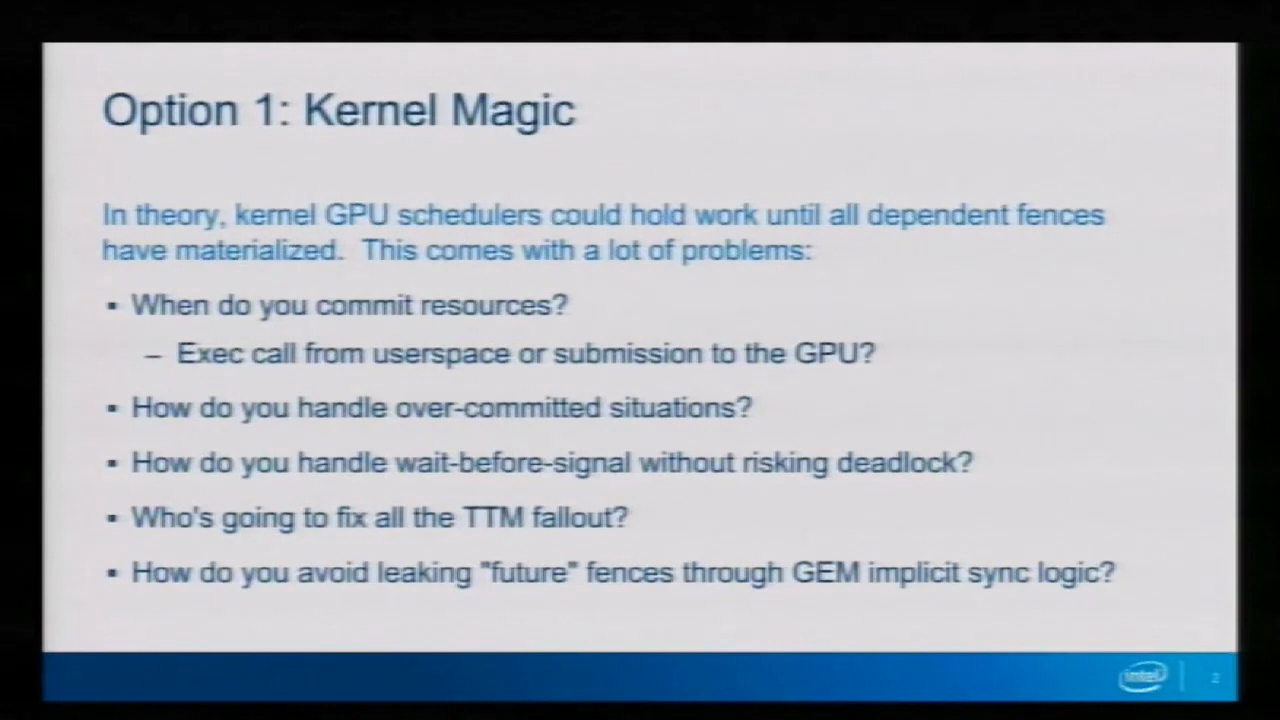 Option 1: Kernel Magic
In theory, kernel GPU schedulers could hold work until all dependent fences
have materialized.  This comes with a lot of problems:
▪ When do you commit resources?
– Exec call from userspace or submission to the GPU?
▪ How do you handle over-committed situations?
▪ How do you handle wait-before-signal without risking deadlock?
▪ Who's going to fix all the TTM fallout?
▪ How do you avoid leaking "future" fences through GEM implicit sync logic?
intel
2